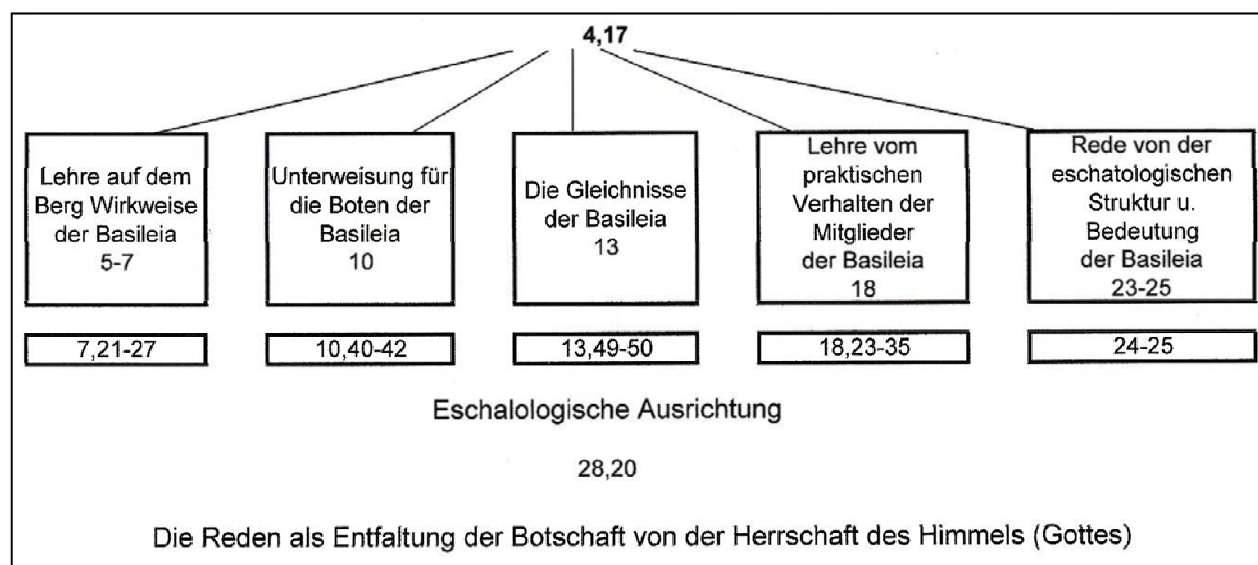 4,17
Lehre auf dem
Berg Wirkweise
der Basileia
5-7
Unterweisung für
die Boten der
Basileia
10
Die Gleichnisse
der Basileia
13
Lehre vom
praktischen
Verhalten der
Mitglieder
der Basileia
18
Rede von der
eschatologischen
Struktur u.
Bedeutung
der Basileia
23-25
7,21-27
10,40-42
13,49-50
18,23-35
24-25
Eschalologische Ausrichtung
28,20
Die Reden als Entfaltung der Botschaft von der Herrschaft des Himmels (Gottes)